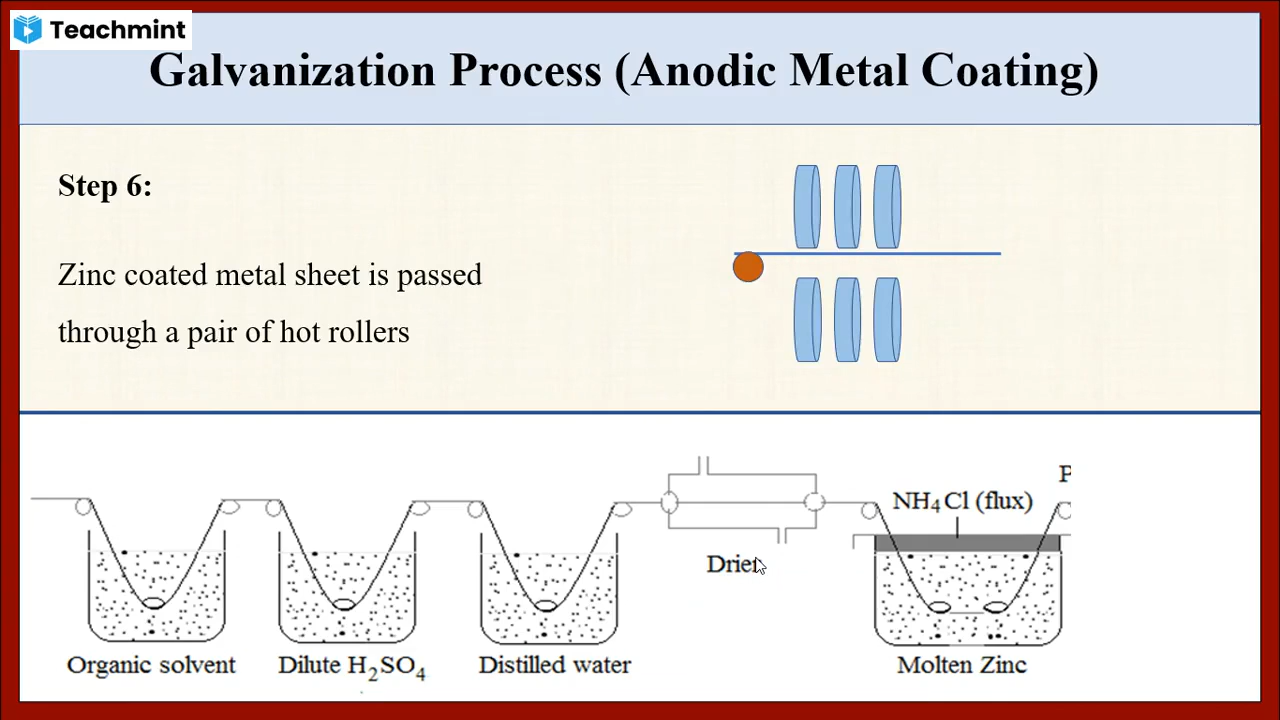 Teachmint
Galvanization Process (Anodic Metal Coating)
Step 6:
Zinc coated metal sheet is passed
through a pair of hot rollers
P
NH4Cl (flux)
Drier
Organic solvent
Dilute H2SO4
Distilled water
Molten Zinc